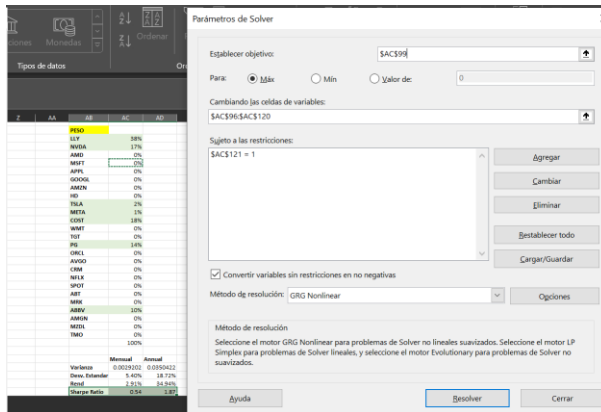 ciones
Monedas
Ordenar
Tipos de datos
Or
Z AA AB AC AD
PESO
LLY 38%
NVDA 17%
AMD 0%
MSFT 0%
APPL 0%
GOOGL 0%
AMZN 0%
HD 0%
TSLA 2%
META 1%
COST 18%
WMT 0%
TGT 0%
PG 14%
ORCL 0%
AVGO 0%
CRM 0%
NFLX 0%
SPOT 0%
ABT 0%
MRK 0%
ABBV 10%
AMGN 0%
MZDL 0%
TMO 0%
100%
Mensual Annual
Varianza 0.0029202 0.0350422
Desv. Estandar 5.40% 18.72%
Rend 2.91% 34.94%
Sharpe Ratio 0.54 1.87
Parámetros de Solver
Establecer objetivo: $AC$99
Para: Máx Mín Valor de: 0
Cambiando las celdas de variables:
$AC$96:$AC$120
Sujeto a las restricciones:
$AC$121 = 1
Agregar
Cambiar
Eliminar
Restablecer todo
Cargar/Guardar
Convertir variables sin restricciones en no negativas
Método de resolución: GRG Nonlinear
Opciones
Método de resolución
Seleccione el motor GRG Nonlinear para problemas de Solver no lineales suavizados. Seleccione el motor LP
Simplex para problemas de Solver lineales, y seleccione el motor Evolutionary para problemas de Solver no
suavizados.
Ayuda
Resolver
Cerrar